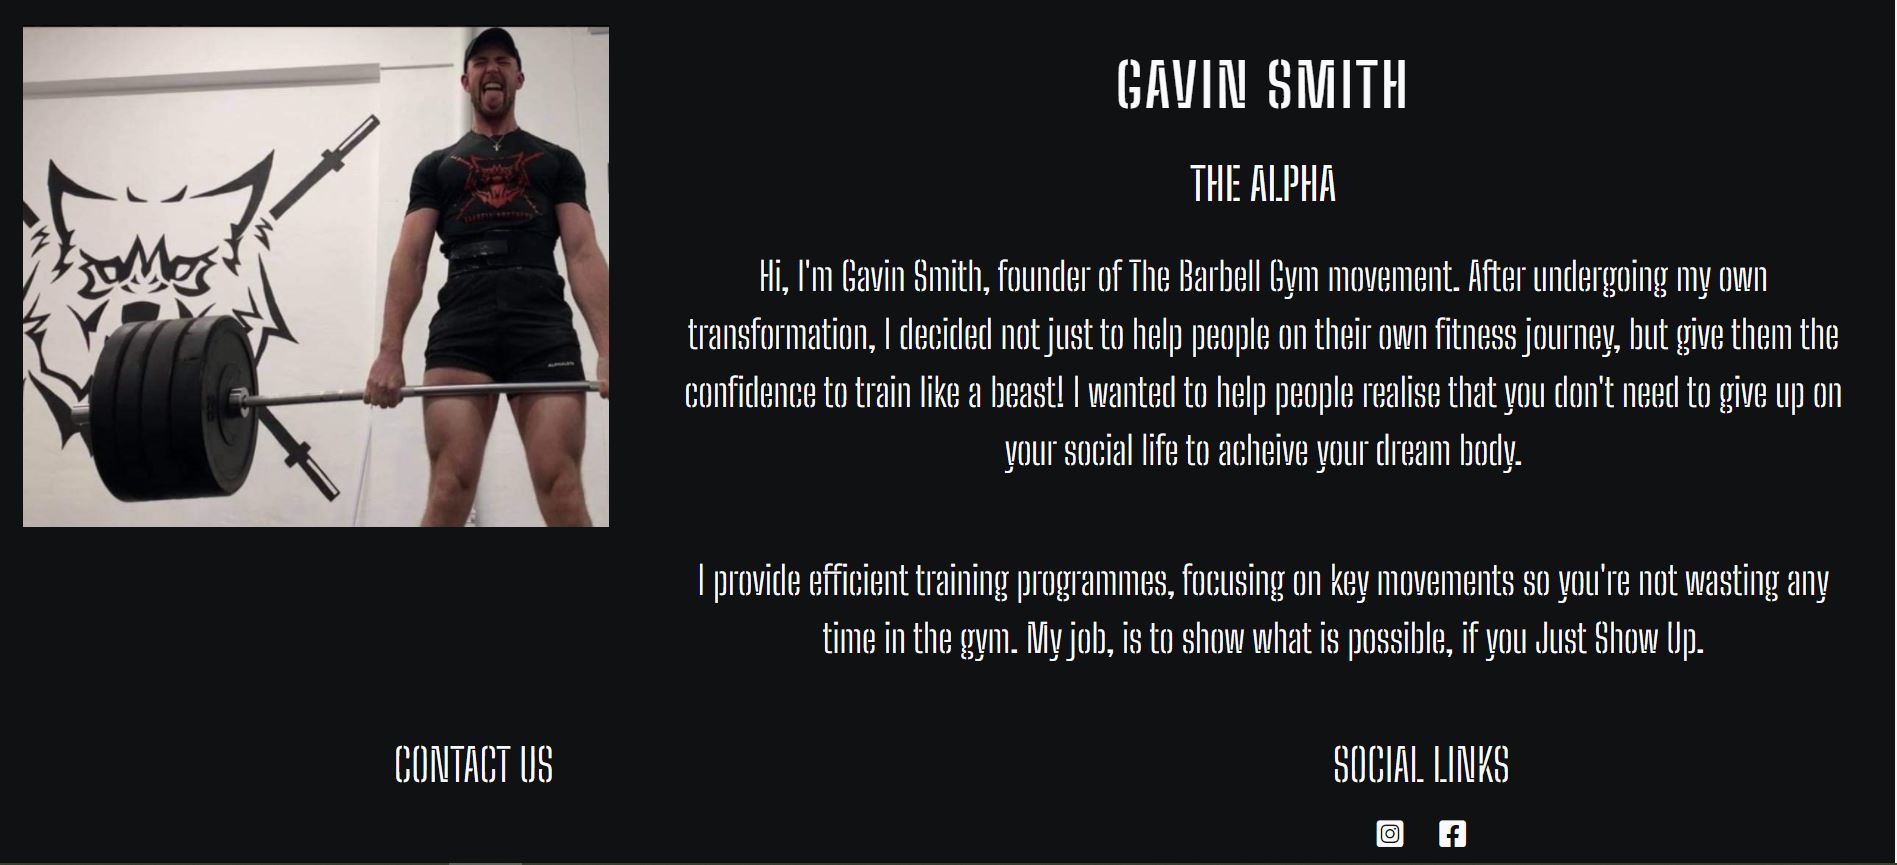 GAVIN SMITH
THE ALPHA
Hi, I'm Gavin Smith, founder of The Barbell Gym movement. After undergoing my own
transformation, I decided not just to help people on their own fitness journey, but give them the
confidence to train like a beast! I wanted to help people realise that you don't need to give up on
your social life to acheive your dream body.
I provide efficient training programmes, focusing on key movements so you're not wasting any
time in the gym. My job, is to show what is possible, if you Just Show Up.
CONTACT US
SOCIAL LINKS